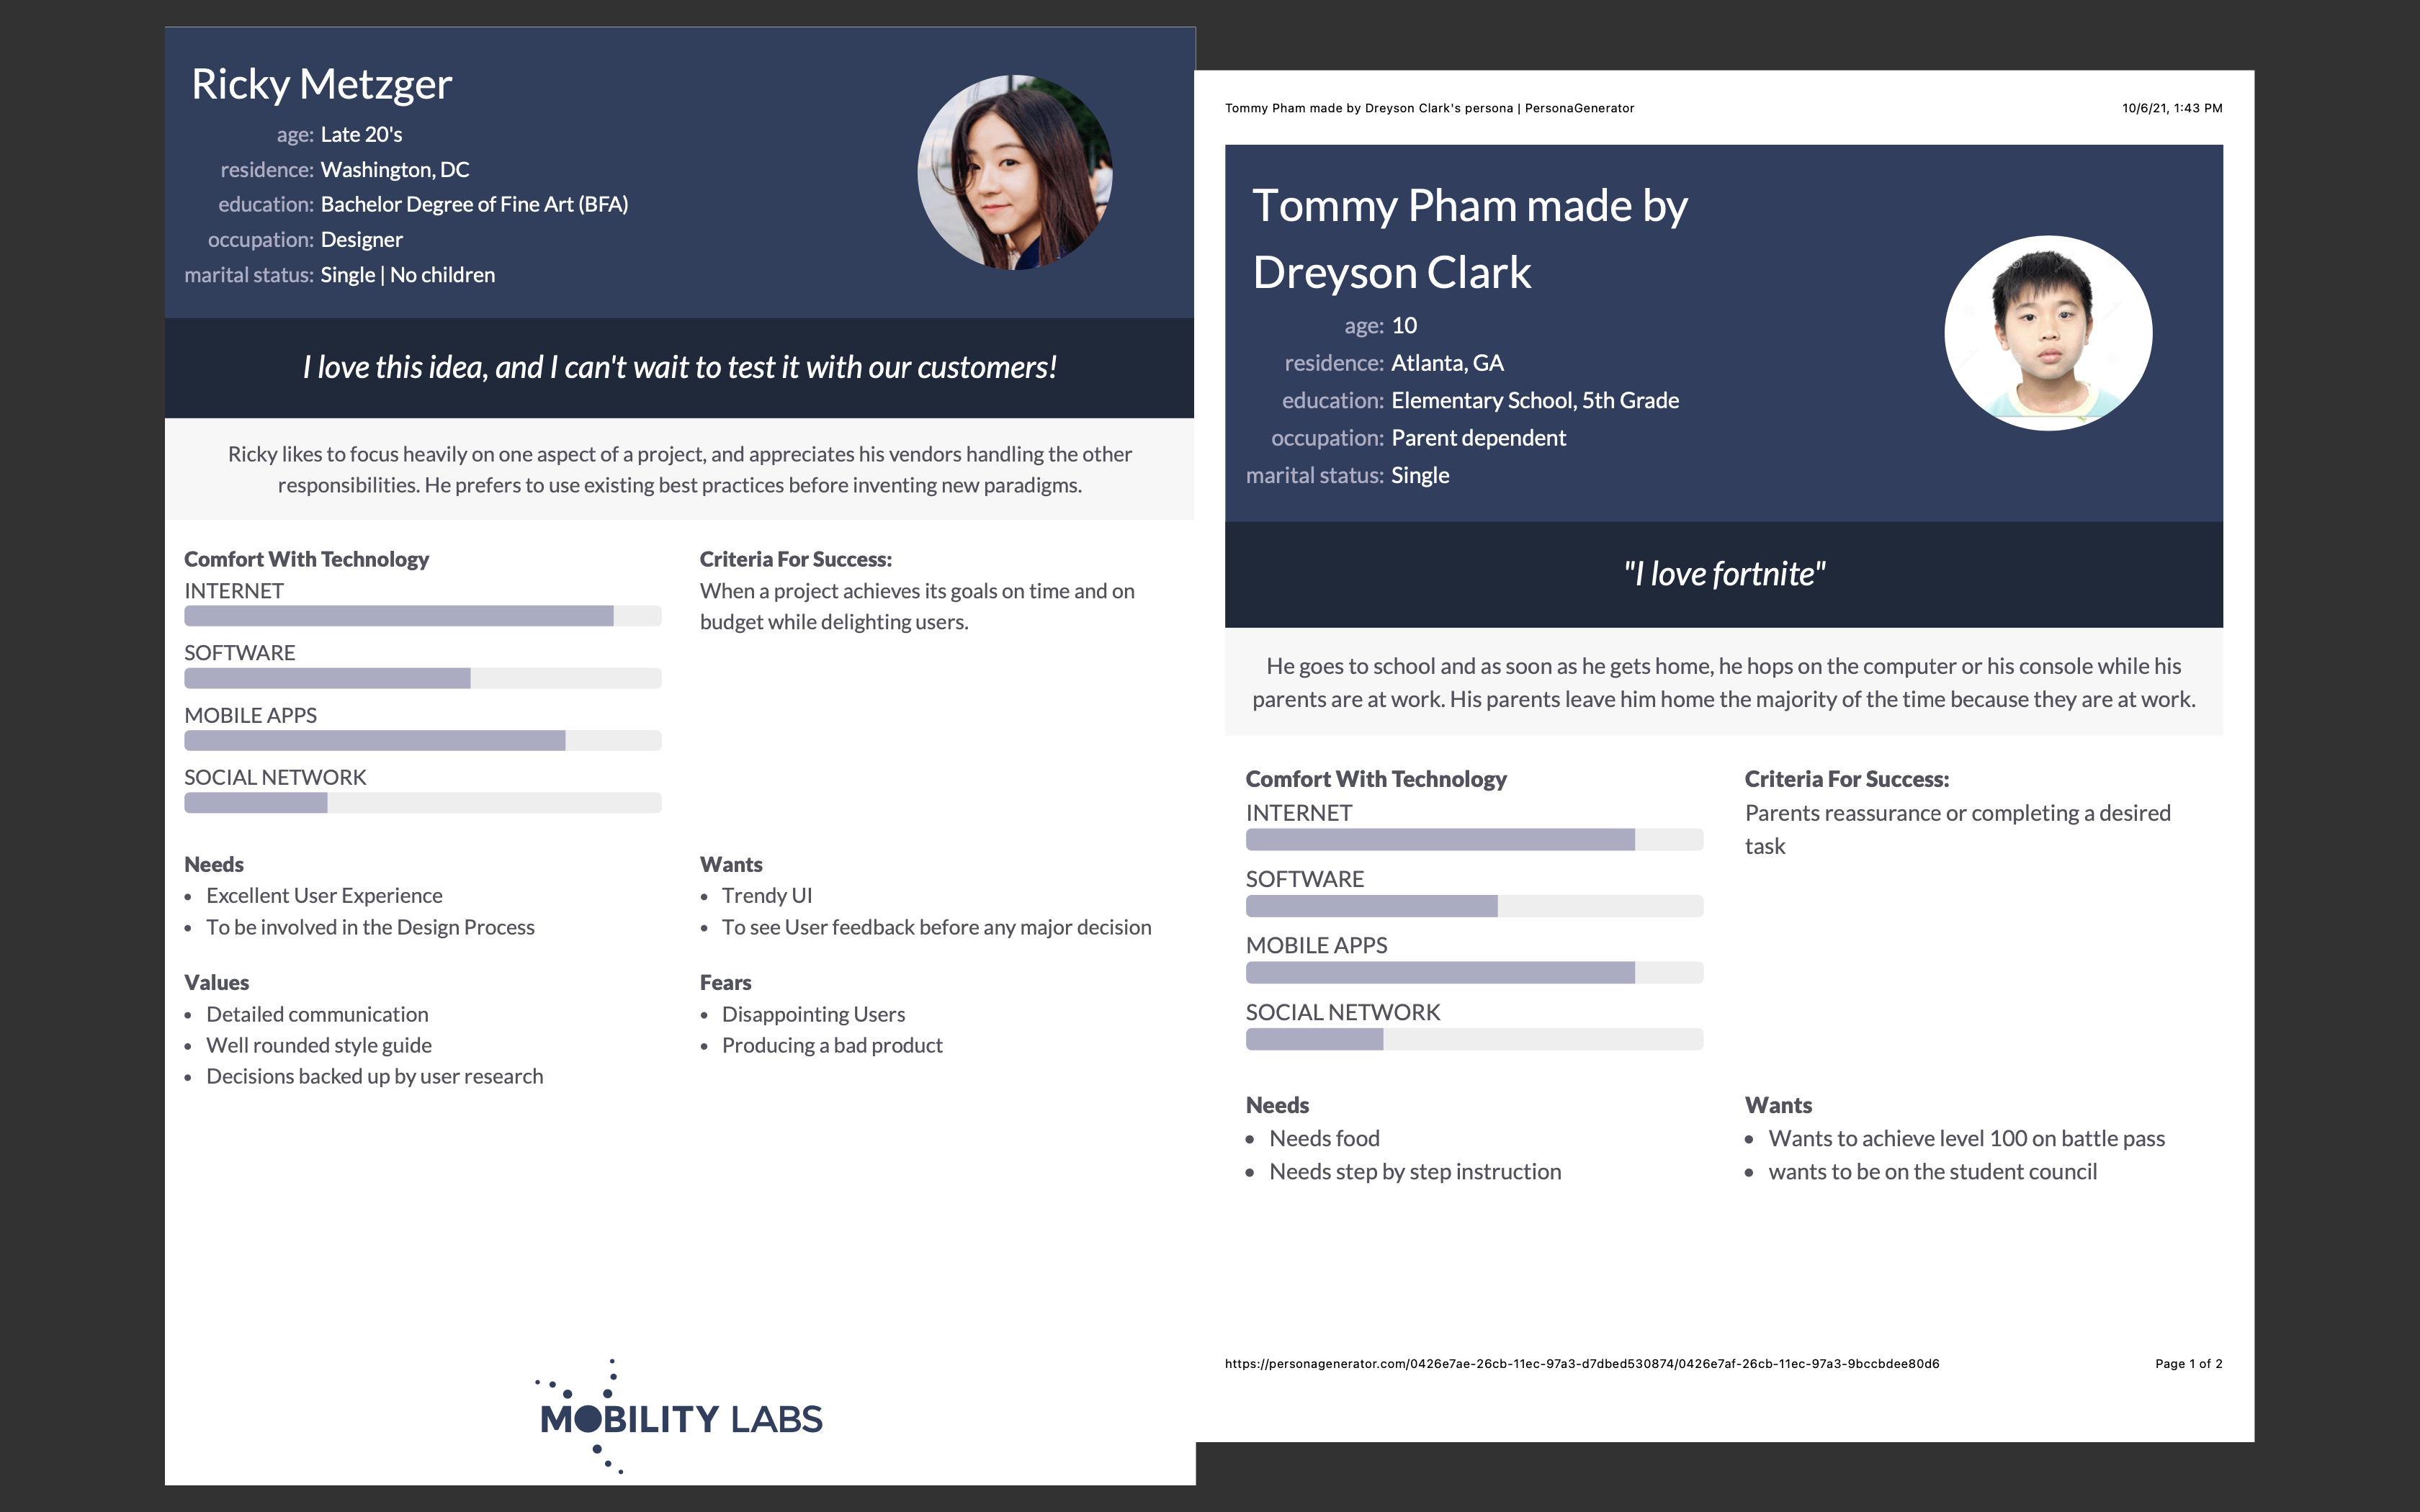 Ricky Metzger
age: Late 20's
residence: Washington, DC
education: Bachelor Degree of Fine Art (BFA)
occupation: Designer
marital status: Single | No children
I love this idea, and I can't wait to test it with our customers!
Ricky likes to focus heavily on one aspect of a project, and appreciates his vendors handling the other
responsibilities. He prefers to use existing best practices before inventing new paradigms.
Comfort With Technology
INTERNET
SOFTWARE
MOBILE APPS
SOCIAL NETWORK
Criteria For Success:
When a project achieves its goals on time and on
budget while delighting users.
Needs
• Excellent User Experience
• To be involved in the Design Process
Wants
• Trendy UI
• To see User feedback before any major decision
Values
• Detailed communication
• Well rounded style guide
• Decisions backed up by user research
Fears
• Disappointing Users
• Producing a bad product
MOBILITY LABS
Tommy Pham made by Dreyson Clark's persona | PersonaGenerator
10/6/21, 1:43 PM
Tommy Pham made by
Dreyson Clark
age: 10
residence: Atlanta, GA
education: Elementary School, 5th Grade
occupation: Parent dependent
marital status: Single
"I love fortnite"
He goes to school and as soon as he gets home, he hops on the computer or his console while his
parents are at work. His parents leave him home the majority of the time because they are at work.
Comfort With Technology
INTERNET
SOFTWARE
MOBILE APPS
SOCIAL NETWORK
Criteria For Success:
Parents reassurance or completing a desired
task
Needs
• Needs food
• Needs step by step instruction
Wants
• Wants to achieve level 100 on battle pass
• wants to be on the student council
https://personagenerator.com/0426e7ae-26cb-11ec-97a3-d7dbed530874/0426e7af-26cb-11ec-97a3-9bccbdee80d6
Page 1 of 2